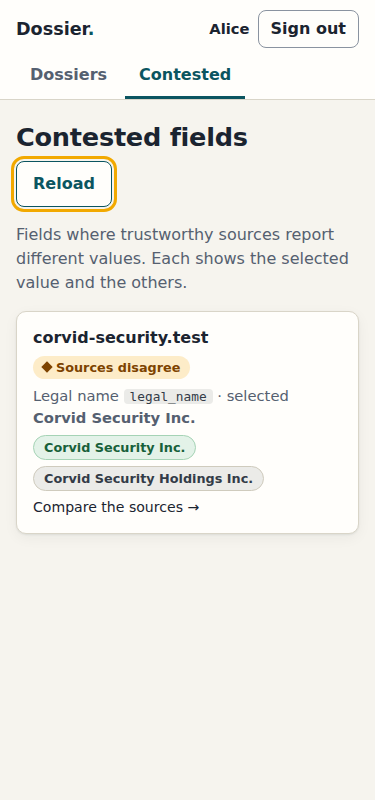 Dossier.
Alice
Sign out
Dossiers
Contested
Contested fields
Reload
Fields where trustworthy sources report
different values. Each shows the selected
value and the others.
corvid-security.test
◆ Sources disagree
Legal name legal_name · selected
Corvid Security Inc.
Corvid Security Inc.
Corvid Security Holdings Inc.
Compare the sources →